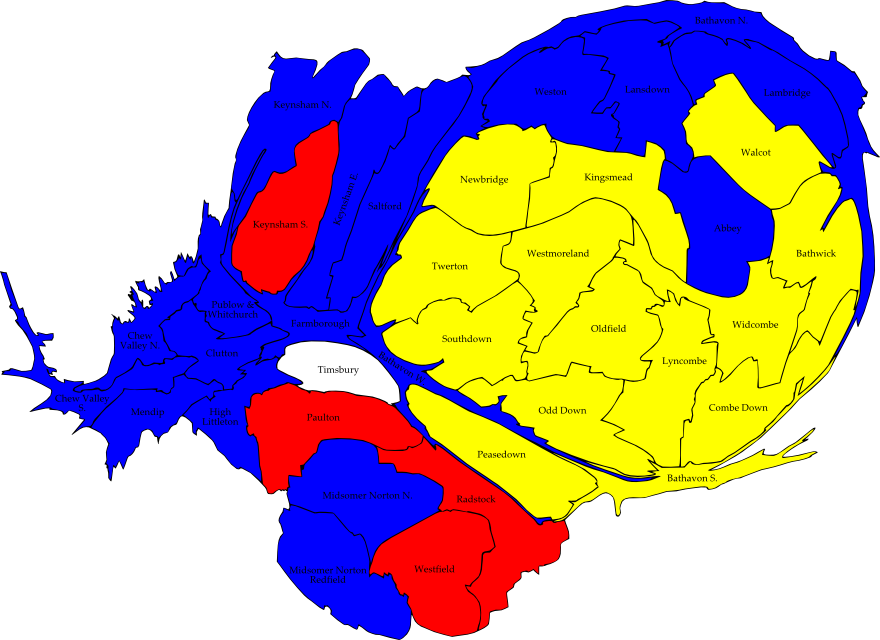 Bathavon N.
Weston
Lansdown
Lambridge
Keynsham N.
Walcot
Newbridge
Kingsmead
Keynsham E.
Saltford
Keynsham S.
Abbey
Bathwick
Westmoreland
Twerton
Publow &
Whitchurch
Farmborough
Widcombe
Oldfield
Southdown
Chew
Valley N.
Clutton
Lyncombe
Timsbury
Bathavon W.
Chew Valley
S.
Mendip
High
Littleton
Paulton
Odd Down
Combe Down
Peasedown
Bathavon S.
Midsomer Norton N.
Radstock
Midsomer Norton
Redfield
Westfield